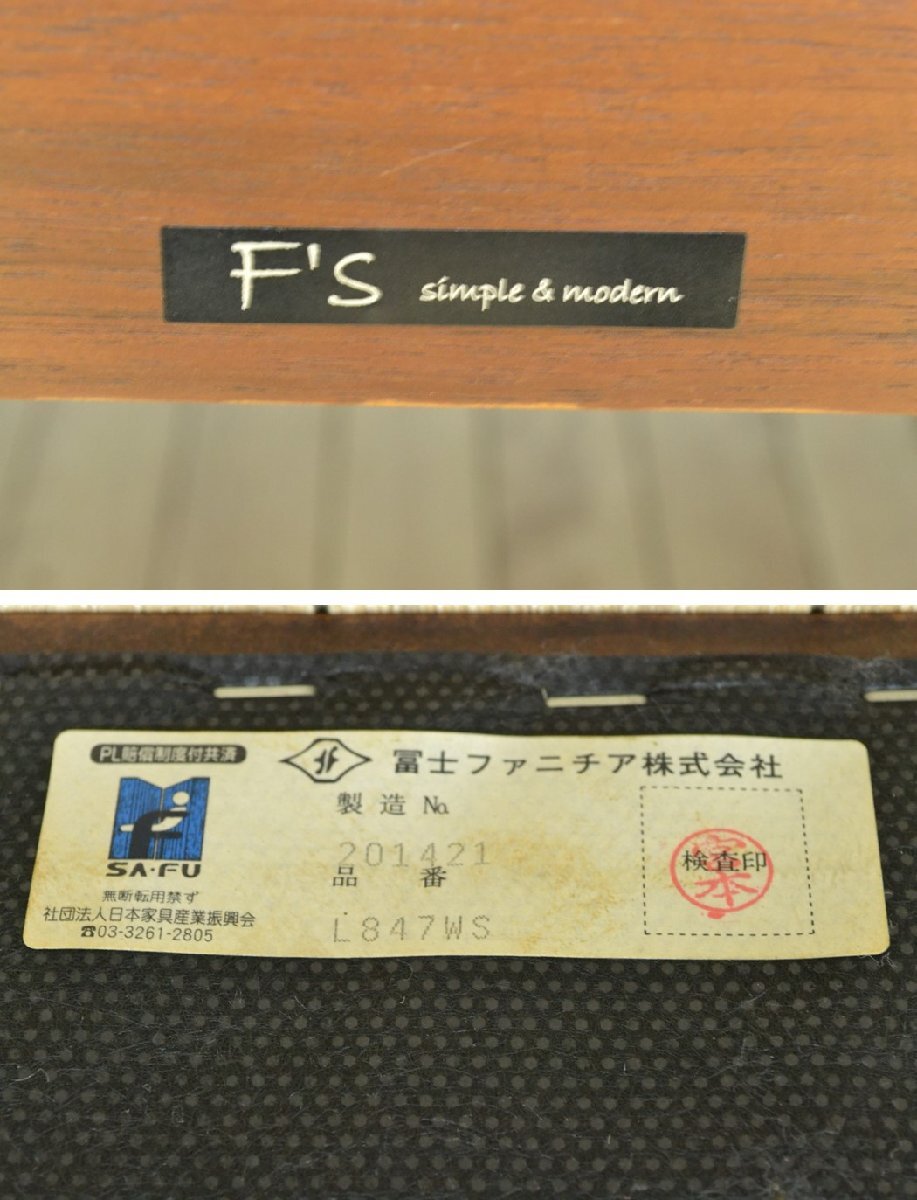 F's simple & modern
PL賠償制度付共済
SA・FU
無断転用禁ず
社団法人日本家具産業振興会
☎03-3261-2805
冨士ファニチア株式会社
製造 №
201421
品番
L847WS
検査印